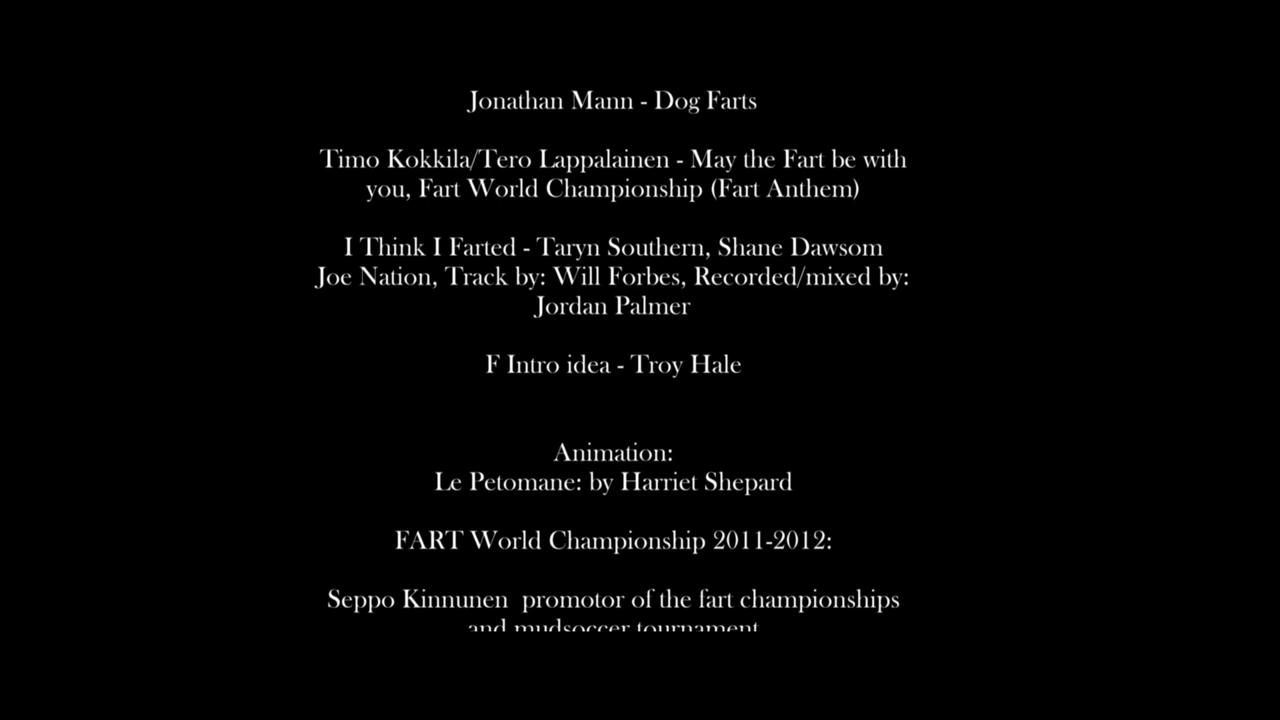 Jonathan Mann - Dog Farts
Timo Kokkila/Tero Lappalainen - May the Fart be with
you, Fart World Championship (Fart Anthem)
I Think I Farted - Taryn Southern, Shane Dawsom
Joe Nation, Track by: Will Forbes, Recorded/mixed by:
Jordan Palmer
F Intro idea - Troy Hale
Animation:
Le Petomane: by Harriet Shepard
FART World Championship 2011-2012:
Seppo Kinnunen  promotor of the fart championships
and mudsoccer tournament